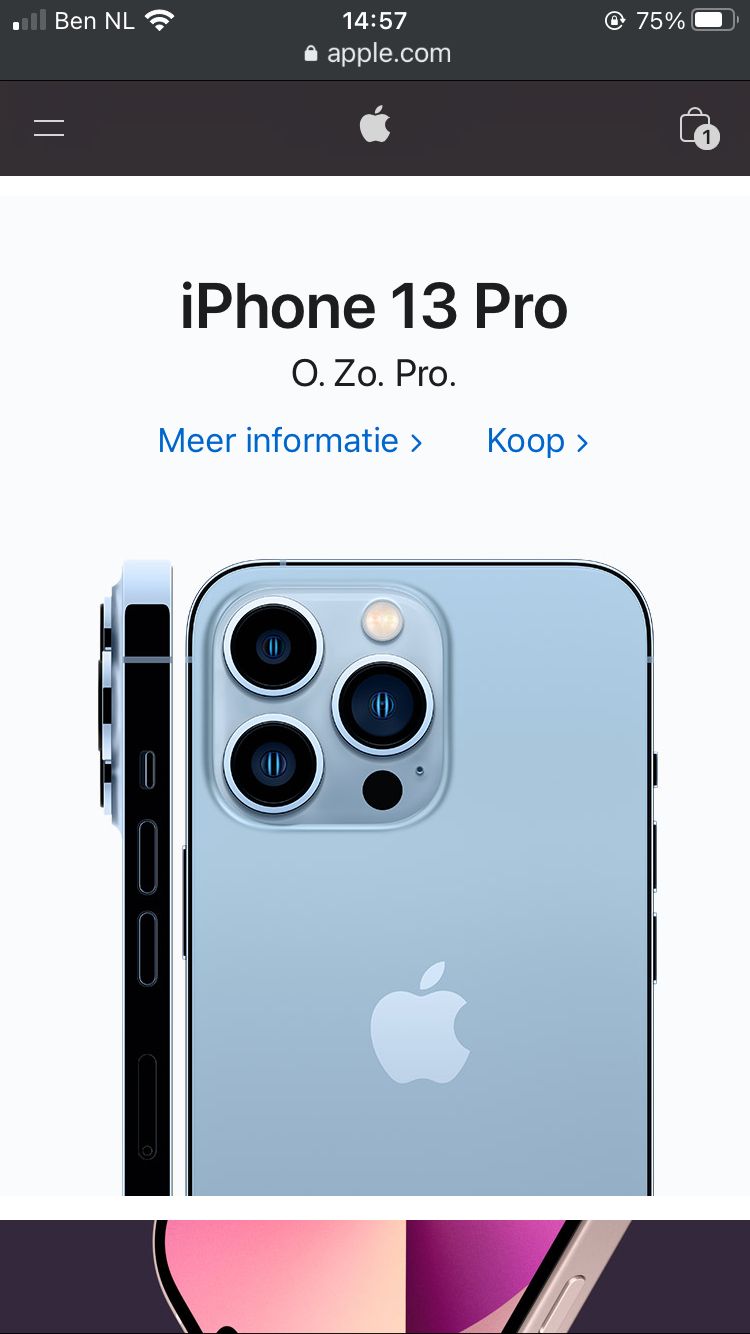 Ben NL 14:57 75%
apple.com
1
iPhone 13 Pro
O. Zo. Pro.
Meer informatie > Koop >